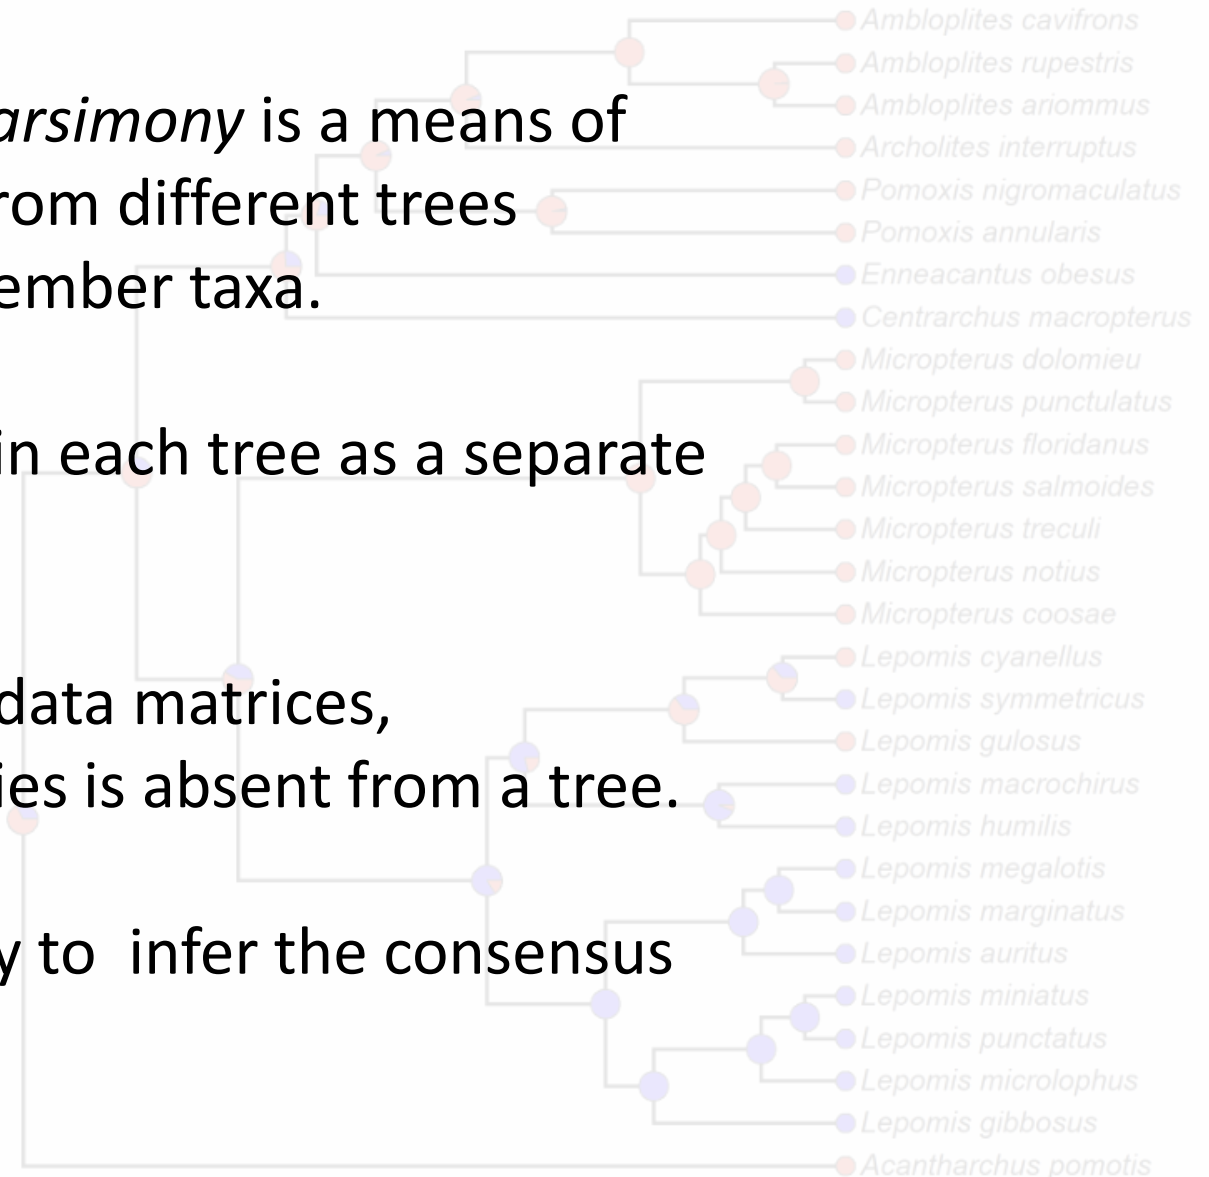 arsimony is a means of
rom different trees
ember taxa.
in each tree as a separate
data matrices,
ies is absent from a tree.
y to  infer the consensus
Ambloplites cavifrons
Ambloplites rupestris
Ambloplites ariommus
Archolites interruptus
Pomoxis nigromaculatus
Pomoxis annularis
Enneacantus obesus
Centrarchus macropterus
Micropterus dolomieu
Micropterus punctulatus
Micropterus floridanus
Micropterus salmoides
Micropterus treculi
Micropterus notius
Micropterus coosae
Lepomis cyanellus
Lepomis symmetricus
Lepomis gulosus
Lepomis macrochirus
Lepomis humilis
Lepomis megalotis
Lepomis marginatus
Lepomis auritus
Lepomis miniatus
Lepomis punctatus
Lepomis microlophus
Lepomis gibbosus
Acantharchus pomotis